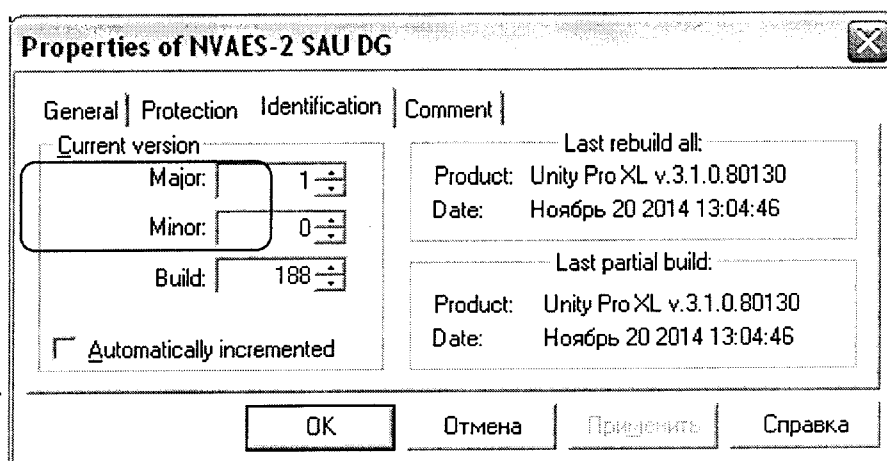 Properties of NVAES-2 SAU DG
General Protection Identification Comment
Current version
Major: 1
Minor: 0
Build: 188
Automatically incremented
Last rebuild all:
Product: Unity Pro XL v.3.1.0.80130
Date: Ноябрь 20 2014 13:04:46
Last partial build:
Product: Unity Pro XL v.3.1.0.80130
Date: Ноябрь 20 2014 13:04:46
OK Отмена Применить Справка